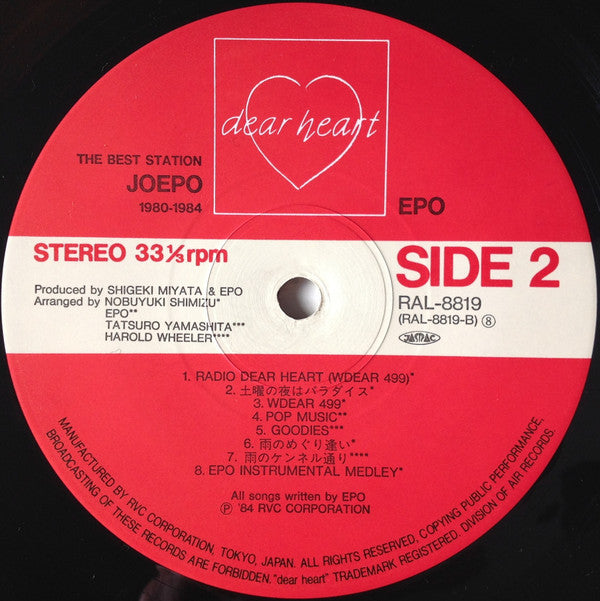 dear heart
THE BEST STATION
JOEPO
1980-1984
EPO
STEREO 33⅓rpm
SIDE 2
Produced by SHIGEKI MIYATA & EPO
Arranged by NOBUYUKI SHIMIZU*
EPO**
TATSURO YAMASHITA***
HAROLD WHEELER****
RAL-8819
(RAL-8819-B) ⑧
JASRAC
1. RADIO DEAR HEART (WDEAR 499)*
2. 土曜の夜はパラダイス*
3. WDEAR 499*
4. POP MUSIC**
5. GOODIES***
6. 雨のめぐり逢い*
7. 雨のケンネル通り****
8. EPO INSTRUMENTAL MEDLEY*
All songs written by EPO
Ⓟ '84 RVC CORPORATION
MANUFACTURED BY RVC CORPORATION, TOKYO, JAPAN. ALL RIGHTS RESERVED, COPYING PUBLIC PERFORMANCE,
BROADCASTING OF THESE RECORDS ARE FORBIDDEN. "dear heart" TRADEMARK REGISTERED. DIVISION OF AIR RECORDS.